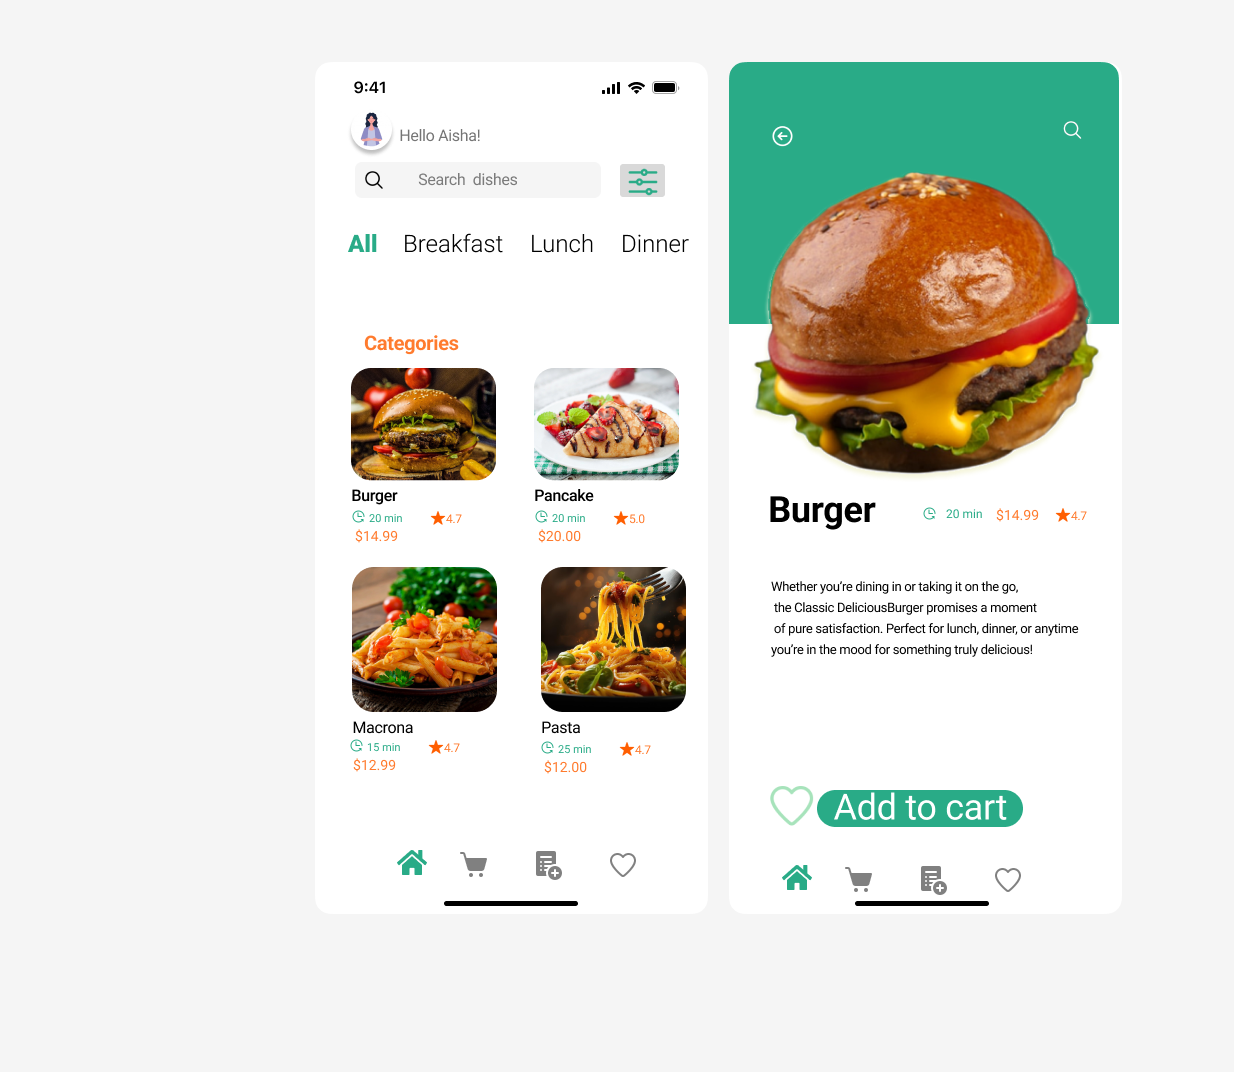 9:41
Hello Aisha!
Search dishes
All Breakfast Lunch Dinner
Categories
Burger
20 min 4.7
$14.99
Pancake
20 min 5.0
$20.00
Macrona
15 min 4.7
$12.99
Pasta
25 min 4.7
$12.00
Burger 20 min $14.99 4.7
Whether you’re dining in or taking it on the go,
the Classic DeliciousBurger promises a moment
of pure satisfaction. Perfect for lunch, dinner, or anytime
you’re in the mood for something truly delicious!
Add to cart